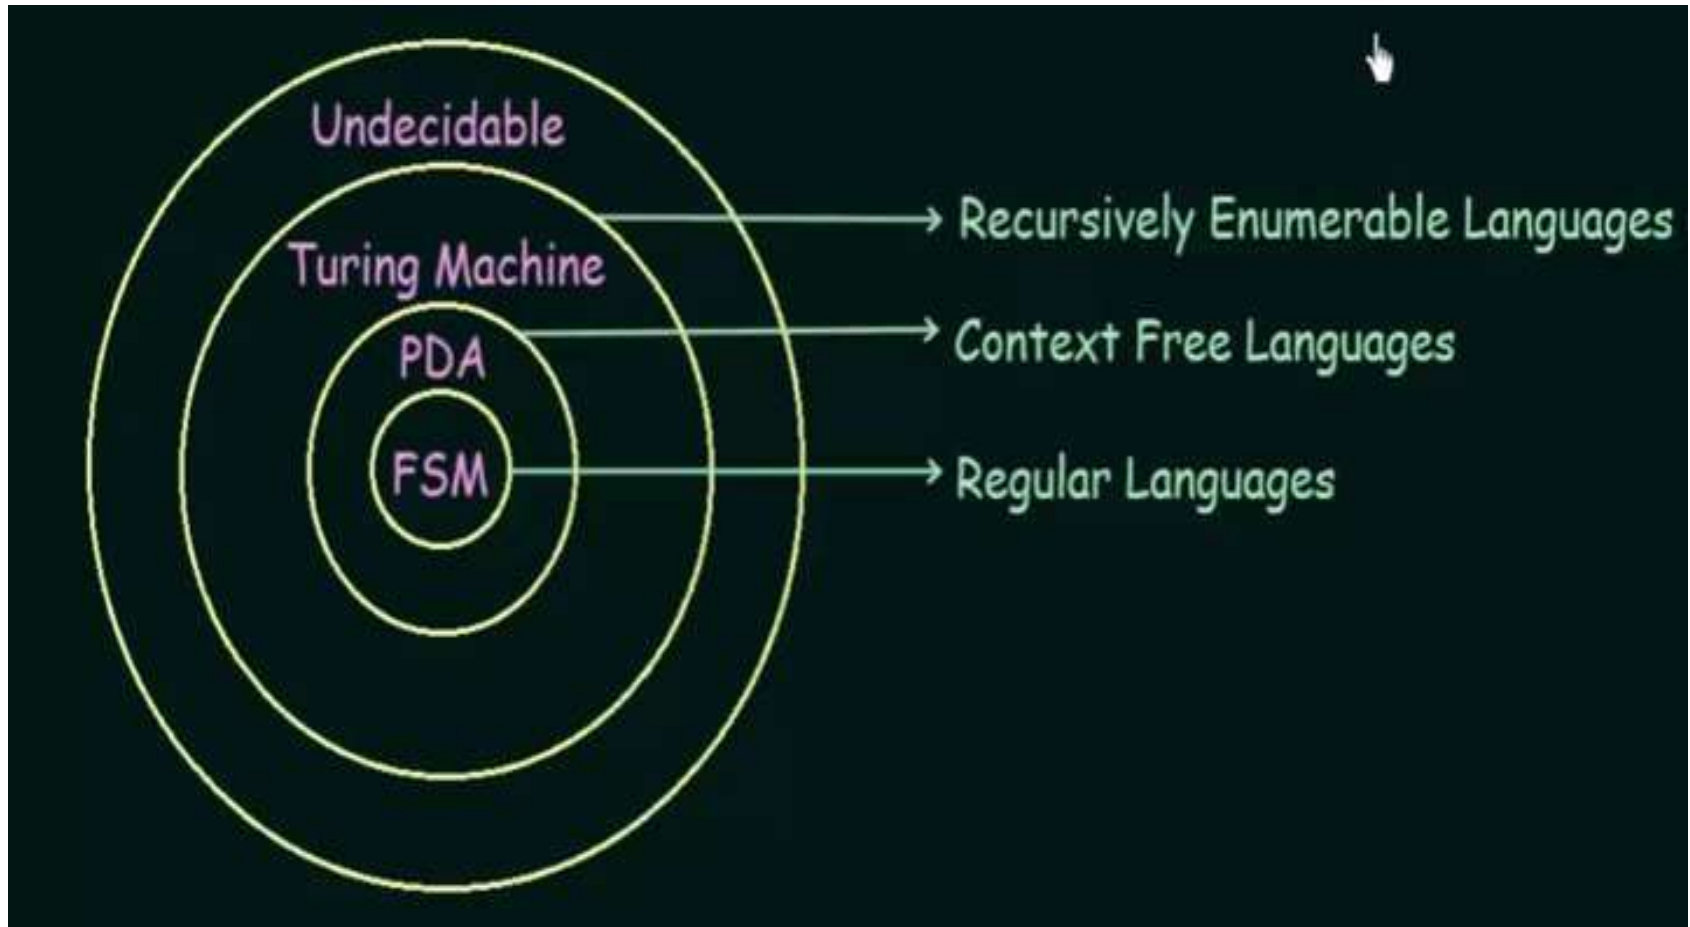 Undecidable
Recursively Enumerable Languages
Turing Machine
Context Free Languages
PDA
FSM
Regular Languages